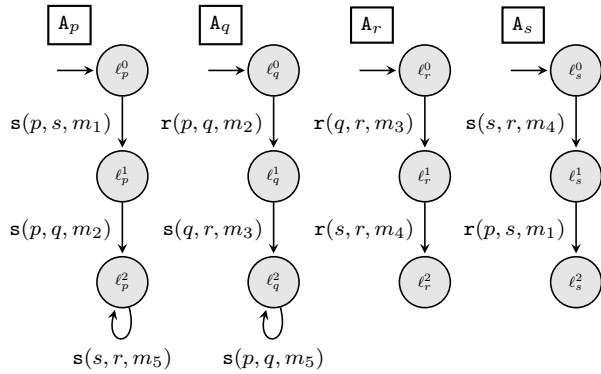 A_p A_q A_r A_s
ℓ_p^0 ℓ_q^0 ℓ_r^0 ℓ_s^0
s(p, s, m_1) r(p, q, m_2) r(q, r, m_3) s(s, r, m_4)
ℓ_p^1 ℓ_q^1 ℓ_r^1 ℓ_s^1
s(p, q, m_2) s(q, r, m_3) r(s, r, m_4) r(p, s, m_1)
ℓ_p^2 ℓ_q^2 ℓ_r^2 ℓ_s^2
s(s, r, m_5) s(p, q, m_5)